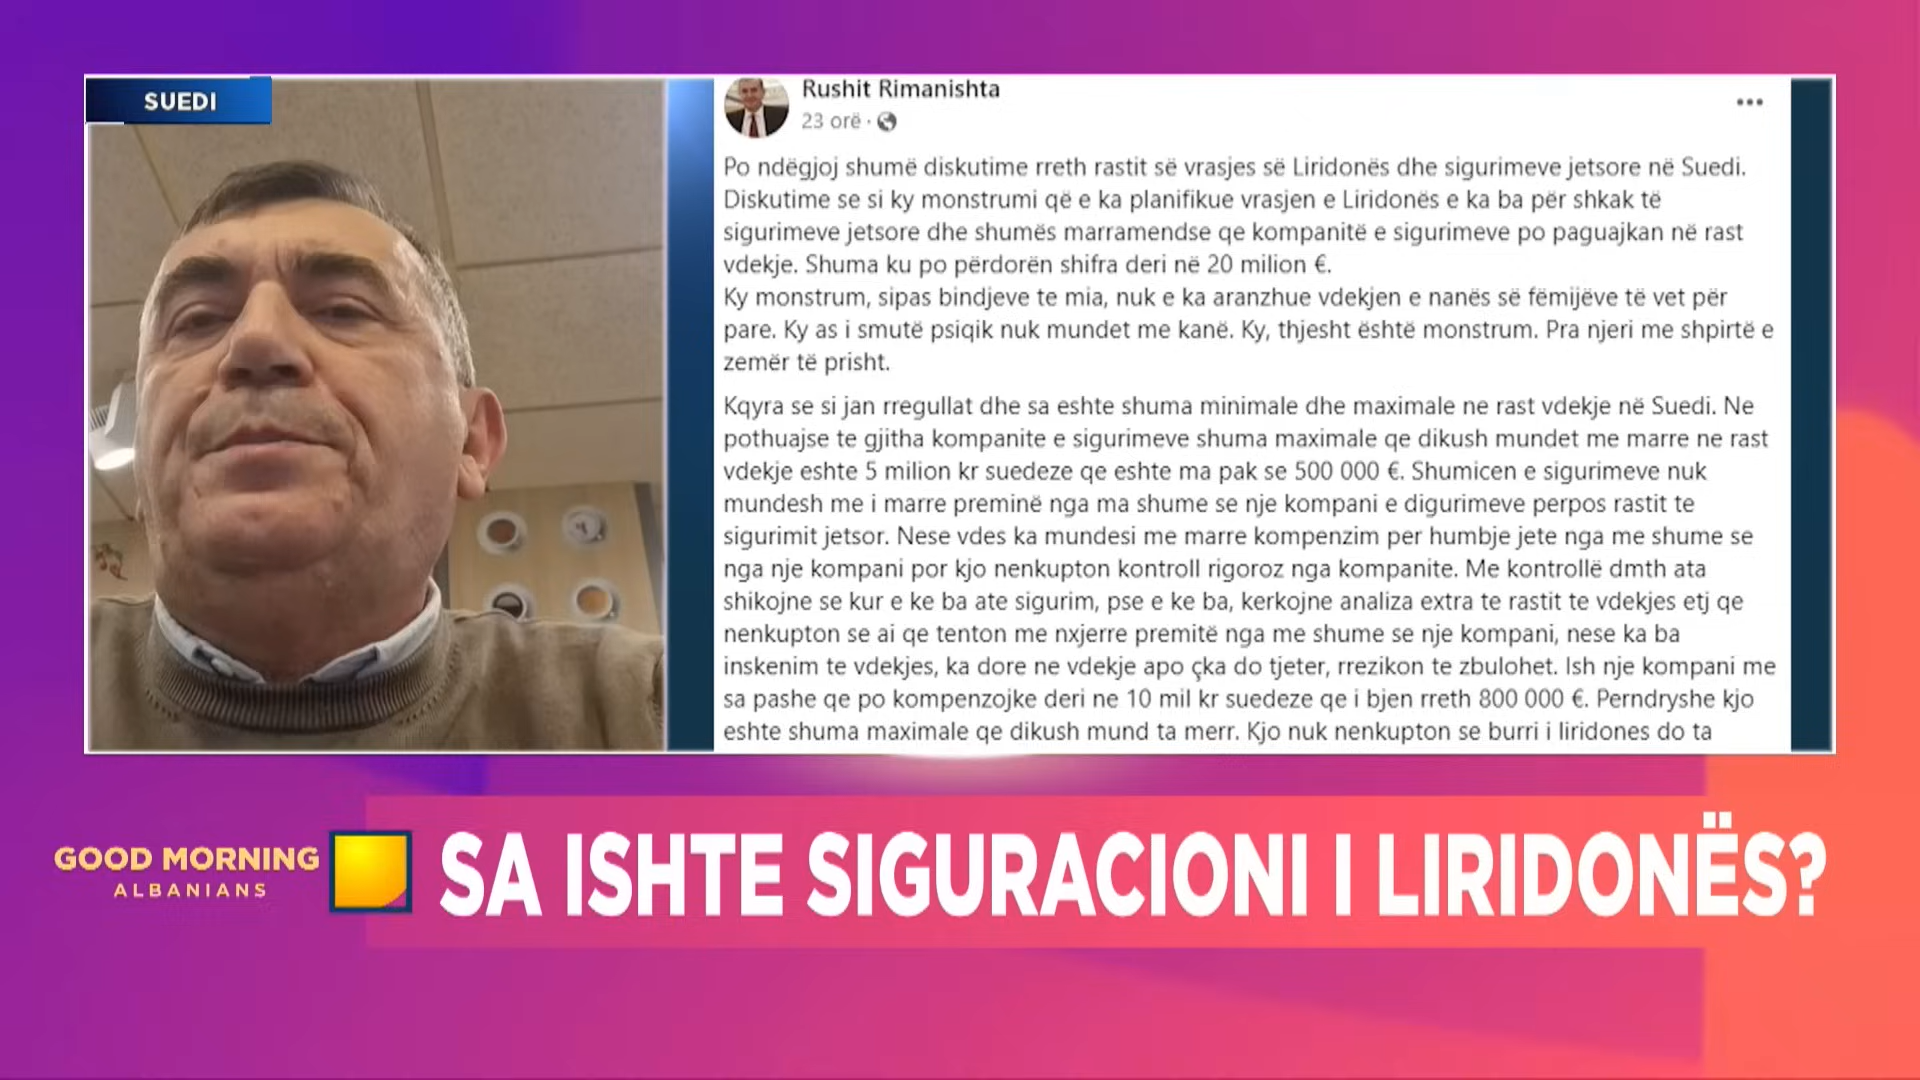 SUEDI
Rushit Rimanishta
23 orë ·
Po ndëgjoj shumë diskutime rreth rastit së vrasjes së Liridonës dhe sigurimeve jetsore në Suedi.
Diskutime se si ky monstrumi që e ka planifikue vrasjen e Liridonës e ka ba për shkak të
sigurimeve jetsore dhe shumës marramendse qe kompanitë e sigurimeve po paguajkan në rast
vdekje. Shuma ku po përdorën shifra deri në 20 milion €.
Ky monstrum, sipas bindjeve te mia, nuk e ka aranzhue vdekjen e nanës së fëmijëve të vet për
pare. Ky as i smutë psiqik nuk mundet me kanë. Ky, thjesht është monstrum. Pra njeri me shpirtë e
zemër të prisht.
Kqyra se si jan rregullat dhe sa eshte shuma minimale dhe maximale ne rast vdekje në Suedi. Ne
pothuajse te gjitha kompanite e sigurimeve shuma maximale qe dikush mundet me marre ne rast
vdekje eshte 5 milion kr suedeze qe eshte ma pak se 500 000 €. Shumicen e sigurimeve nuk
mundesh me i marre preminë nga ma shume se nje kompani e digurimeve perpos rastit te
sigurimit jetsor. Nese vdes ka mundesi me marre kompenzim per humbje jete nga me shume se
nga nje kompani por kjo nenkupton kontroll rigoroz nga kompanite. Me kontrollë dmth ata
shikojne se kur e ke ba ate sigurim, pse e ke ba, kerkojne analiza extra te rastit te vdekjes etj qe
nenkupton se ai qe tenton me nxjerre premitë nga me shume se nje kompani, nese ka ba
inskenim te vdekjes, ka dore ne vdekje apo çka do tjeter, rrezikon te zbulohet. Ish nje kompani me
sa pashe qe po kompenzojke deri ne 10 mil kr suedeze qe i bjen rreth 800 000 €. Perndryshe kjo
eshte shuma maximale qe dikush mund ta merr. Kjo nuk nenkupton se burri i liridones do ta
GOOD MORNING
ALBANIANS
SA ISHTE SIGURACIONI I LIRIDONËS?